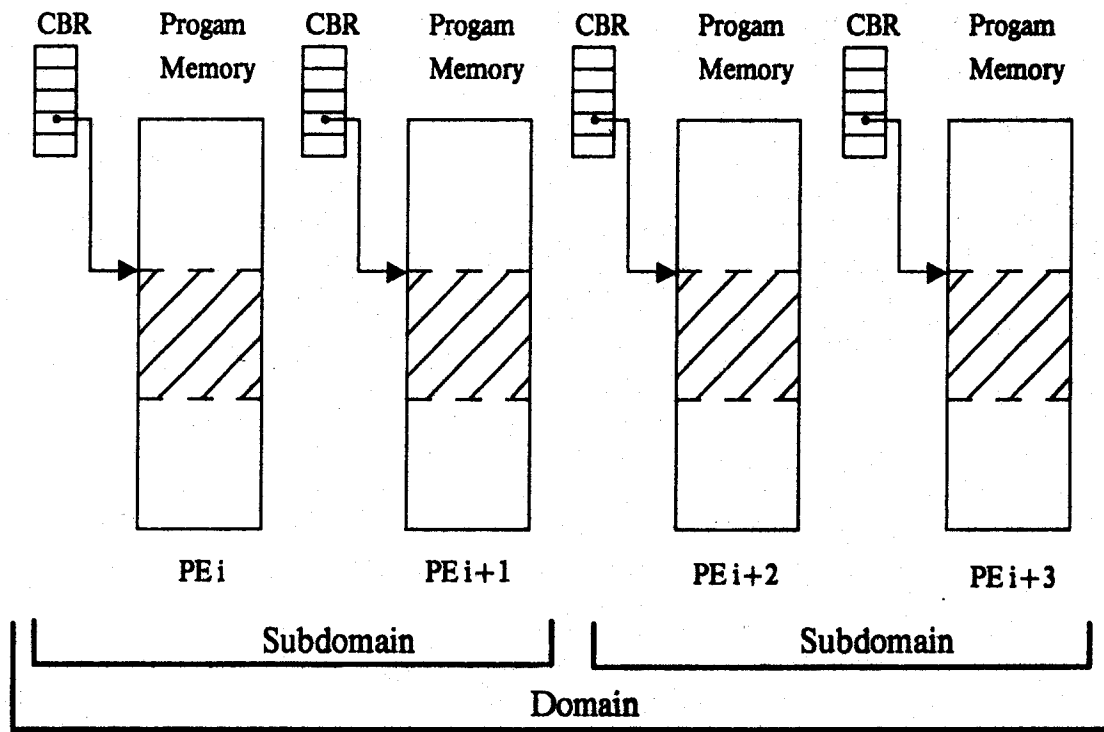 CBR Progam CBR Progam CBR Progam CBR Progam
Memory Memory Memory Memory
PE i PE i+1 PE i+2 PE i+3
Subdomain Subdomain
Domain